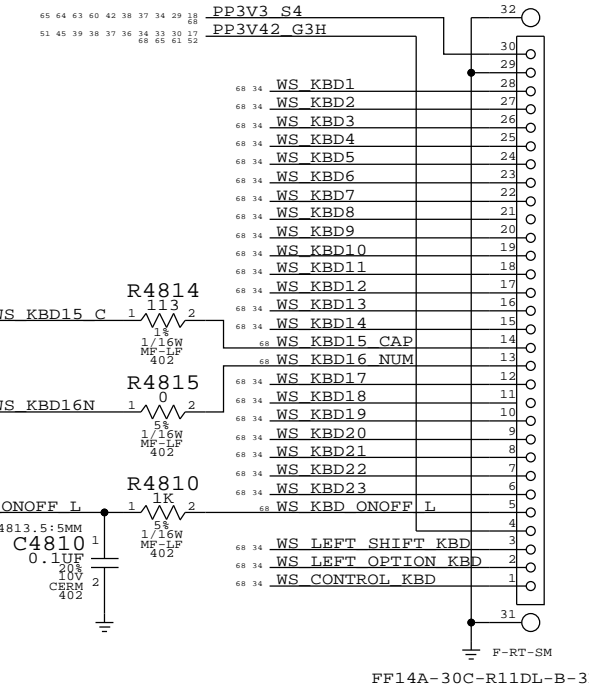 65 64 63 60 42 38 37 34 29 18 PP3V3_S4 32
68
51 45 39 38 37 36 34 33 30 17 PP3V42_G3H
68 65 61 52
30
29
68 34 WS_KBD1 28
68 34 WS_KBD2 27
68 34 WS_KBD3 26
68 34 WS_KBD4 25
68 34 WS_KBD5 24
68 34 WS_KBD6 23
68 34 WS_KBD7 22
68 34 WS_KBD8 21
68 34 WS_KBD9 20
68 34 WS_KBD10 19
68 34 WS_KBD11 18
68 34 WS_KBD12 17
68 34 WS_KBD13 16
68 34 WS_KBD14 15
68 WS_KBD15_CAP 14
68 WS_KBD16_NUM 13
68 34 WS_KBD17 12
68 34 WS_KBD18 11
68 34 WS_KBD19 10
68 34 WS_KBD20 9
68 34 WS_KBD21 8
68 34 WS_KBD22 7
68 34 WS_KBD23 6
68 WS_KBD_ONOFF_L 5
4
68 34 WS_LEFT_SHIFT_KBD 3
68 34 WS_LEFT_OPTION_KBD 2
68 34 WS_CONTROL_KBD 1
31
F-RT-SM
FF14A-30C-R11DL-B-3
R4814
113
WS_KBD15_C 1 2
1%
1/16W
MF-LF
402
R4815
0
WS_KBD16N 1 2
5%
1/16W
MF-LF
402
R4810
1K
ONOFF_L 1 2
5%
1/16W
MF-LF
402
4813.5:5MM
C4810 1
0.1UF
20%
10V 2
CERM
402